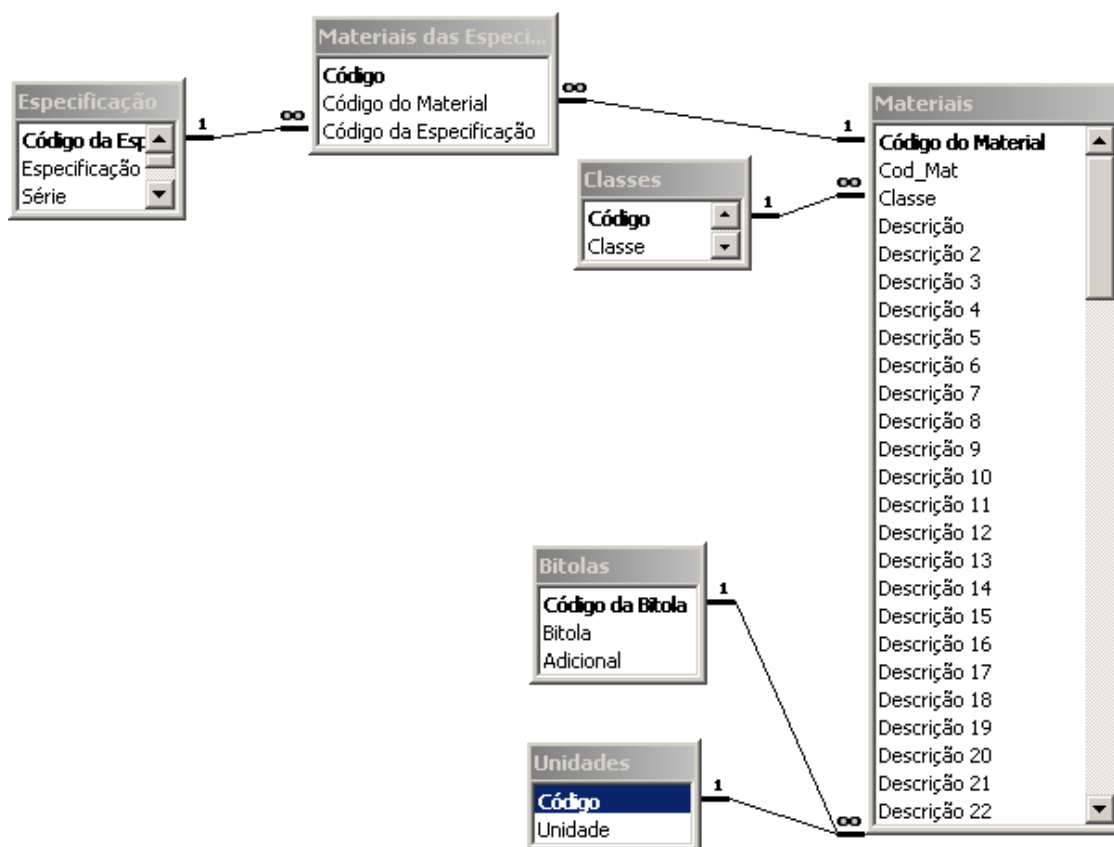 Materiais das Especi...
Código
Código do Material
Código da Especificação
Especificação
Código da Esp
Especificação
Série
1
∞
∞
1
Materiais
Código do Material
Cod_Mat
Classe
Descrição
Descrição 2
Descrição 3
Descrição 4
Descrição 5
Descrição 6
Descrição 7
Descrição 8
Descrição 9
Descrição 10
Descrição 11
Descrição 12
Descrição 13
Descrição 14
Descrição 15
Descrição 16
Descrição 17
Descrição 18
Descrição 19
Descrição 20
Descrição 21
Descrição 22
Classes
Código
Classe
1
∞
Bitolas
Código da Bitola
Bitola
Adicional
1
Unidades
Código
Unidade
1
∞